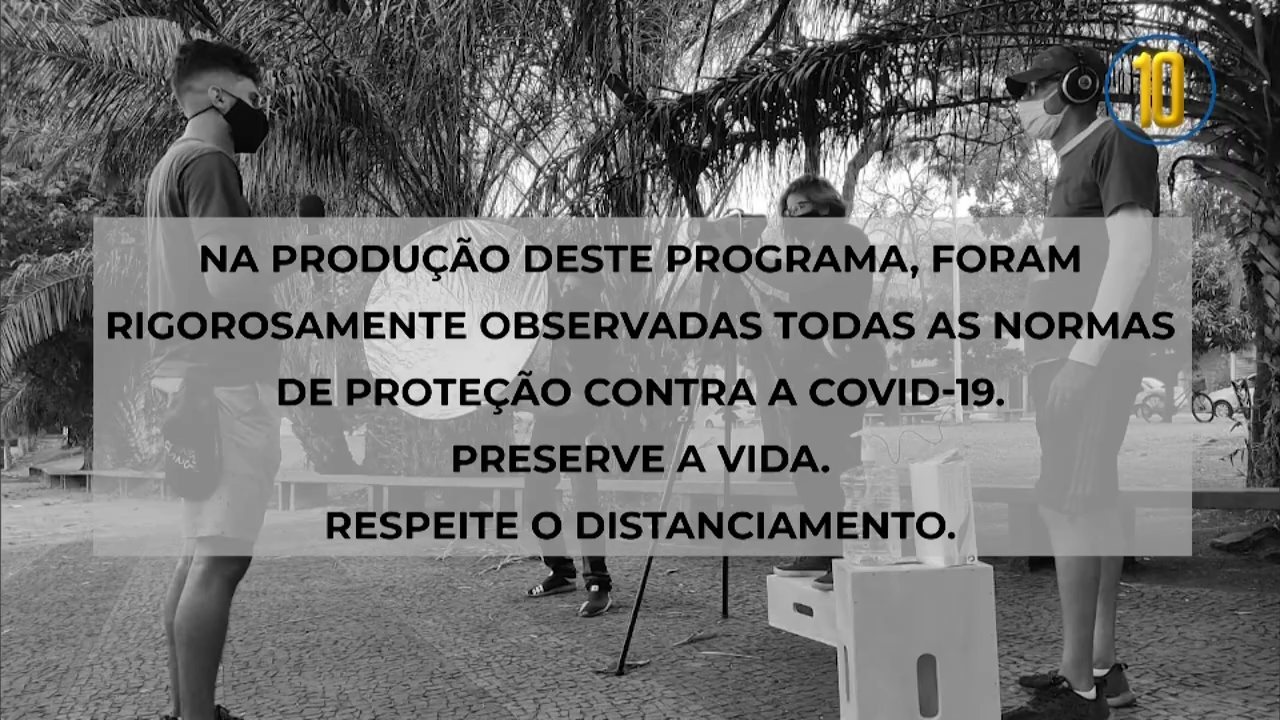 10
NA PRODUÇÃO DESTE PROGRAMA, FORAM
RIGOROSAMENTE OBSERVADAS TODAS AS NORMAS
DE PROTEÇÃO CONTRA A COVID-19.
PRESERVE A VIDA.
RESPEITE O DISTANCIAMENTO.